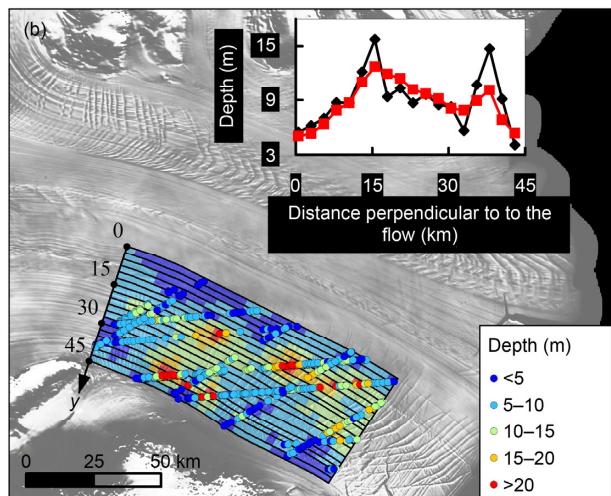 (b)
15
9
3
Depth (m)
0 15 30 45
Distance perpendicular to to the
flow (km)
0
15
30
45
y
Depth (m)
<5
5–10
10–15
15–20
>20
0 25 50 km